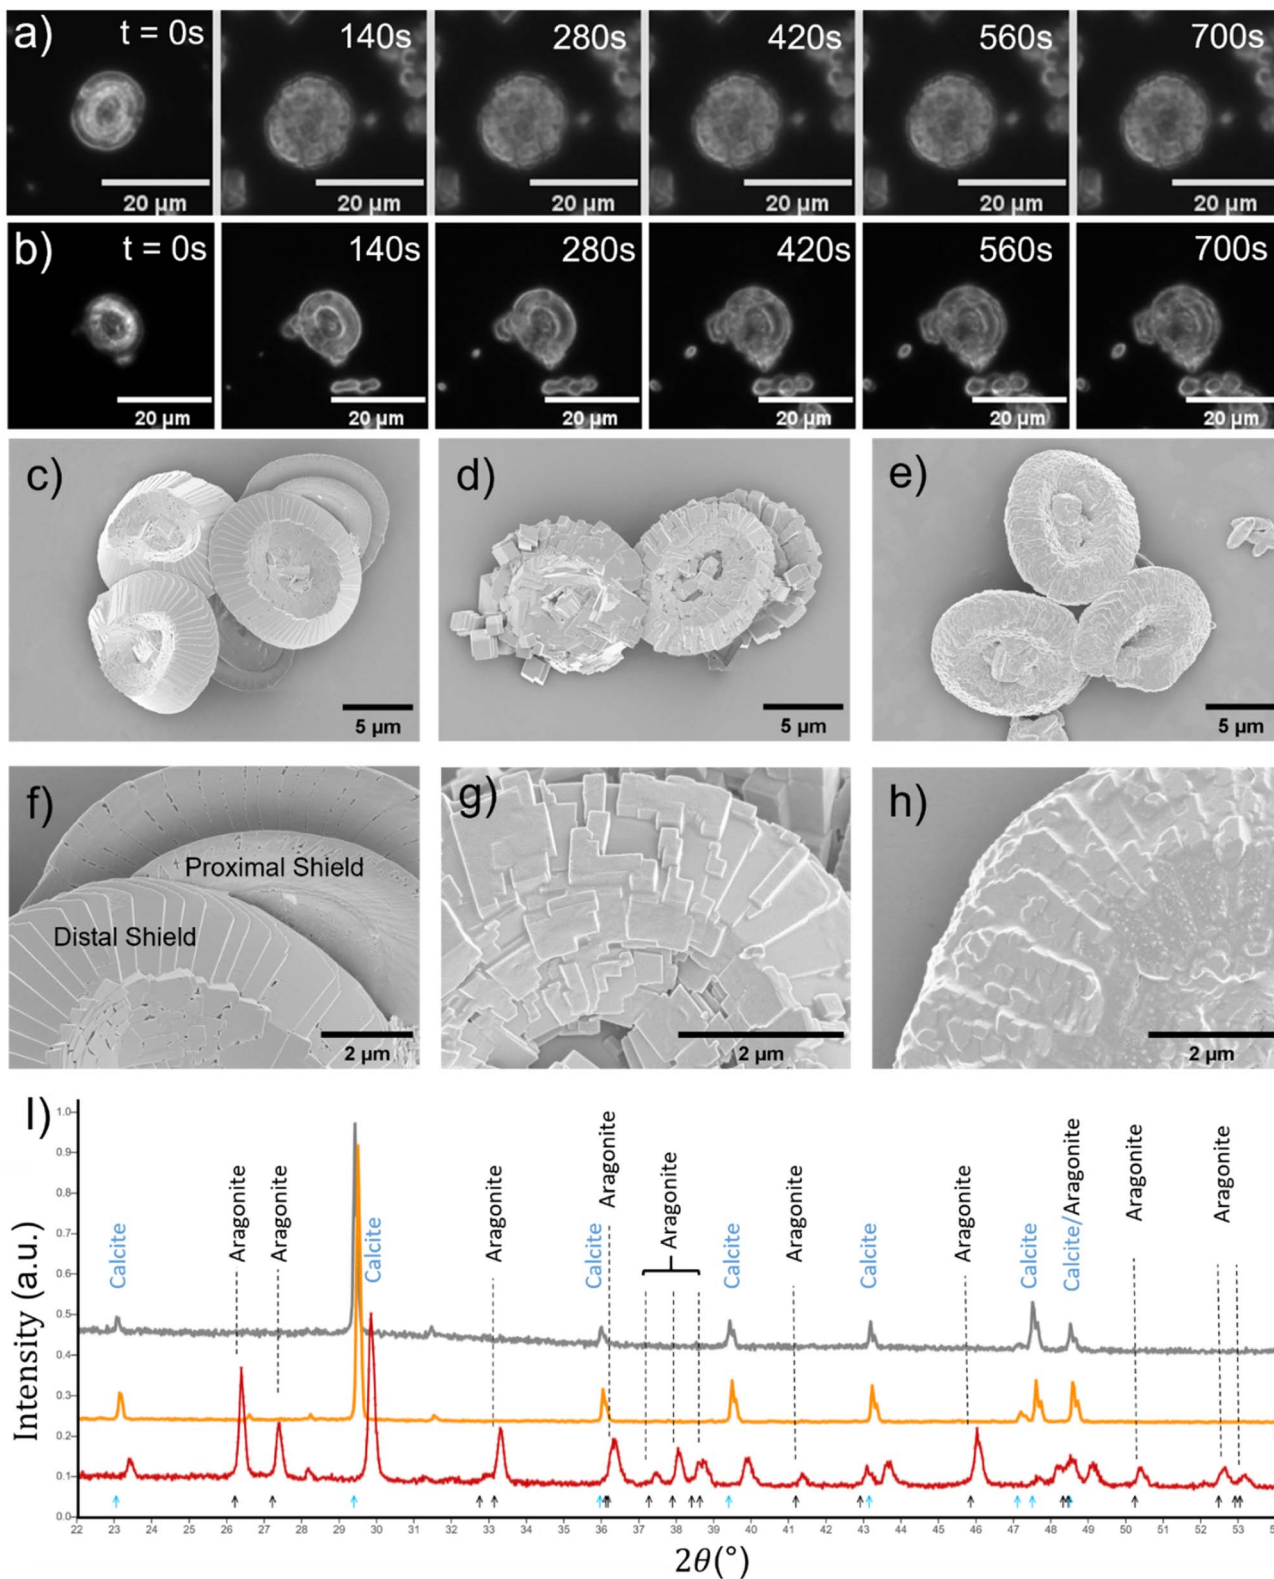 a) t = 0s 140s 280s 420s 560s 700s
20 µm 20 µm 20 µm 20 µm 20 µm 20 µm
b) t = 0s 140s 280s 420s 560s 700s
20 µm 20 µm 20 µm 20 µm 20 µm 20 µm
c) d) e)
5 µm 5 µm 5 µm
f) g) h)
Proximal Shield
Distal Shield
2 µm 2 µm 2 µm
l)
Calcite
Aragonite
Aragonite
Calcite
Aragonite
Calcite
Aragonite
Aragonite
Calcite
Aragonite
Calcite
Aragonite
Calcite
Calcite/Aragonite
Aragonite
Aragonite
Intensity (a.u.)
1.0
0.9
0.8
0.7
0.6
0.5
0.4
0.3
0.2
0.1
0.0
22 23 24 25 26 27 28 29 30 31 32 33 34 35 36 37 38 39 40 41 42 43 44 45 46 47 48 49 50 51 52 53
2θ(°)